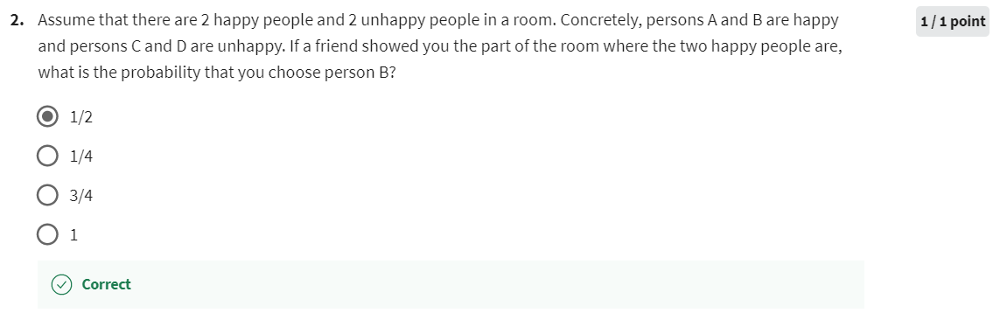 2. Assume that there are 2 happy people and 2 unhappy people in a room. Concretely, persons A and B are happy
1 / 1 point
and persons C and D are unhappy. If a friend showed you the part of the room where the two happy people are,
what is the probability that you choose person B?
1/2
1/4
3/4
1
Correct